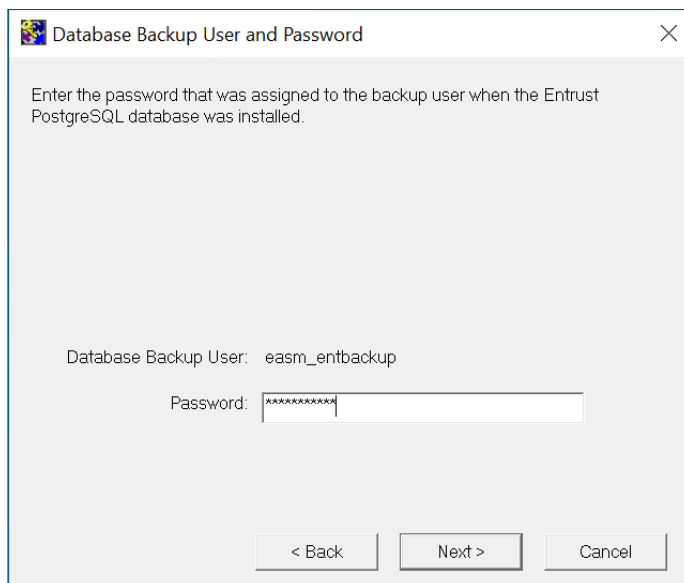 Database Backup User and Password
Enter the password that was assigned to the backup user when the Entrust
PostgreSQL database was installed.
Database Backup User: easm_entbackup
Password: ***********
< Back Next > Cancel